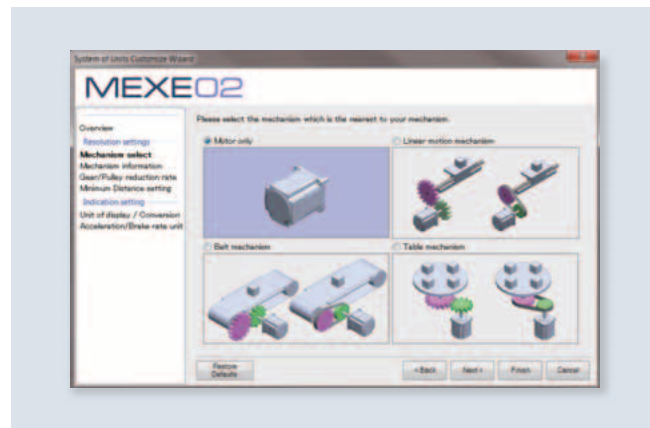 System of Units Customize Wizard
MEXE02
Please select the mechanism which is the nearest to your mechanism.
Overview
Resolution settings
Mechanism select
Mechanism information
Gear/Pulley reduction rate
Minimum Distance setting
Indication setting
Unit of display / Conversion
Acceleration/Brake rate unit
Motor only
Linear motion mechanism
Belt mechanism
Table mechanism
Restore
Defaults
< Back
Next >
Finish
Cancel